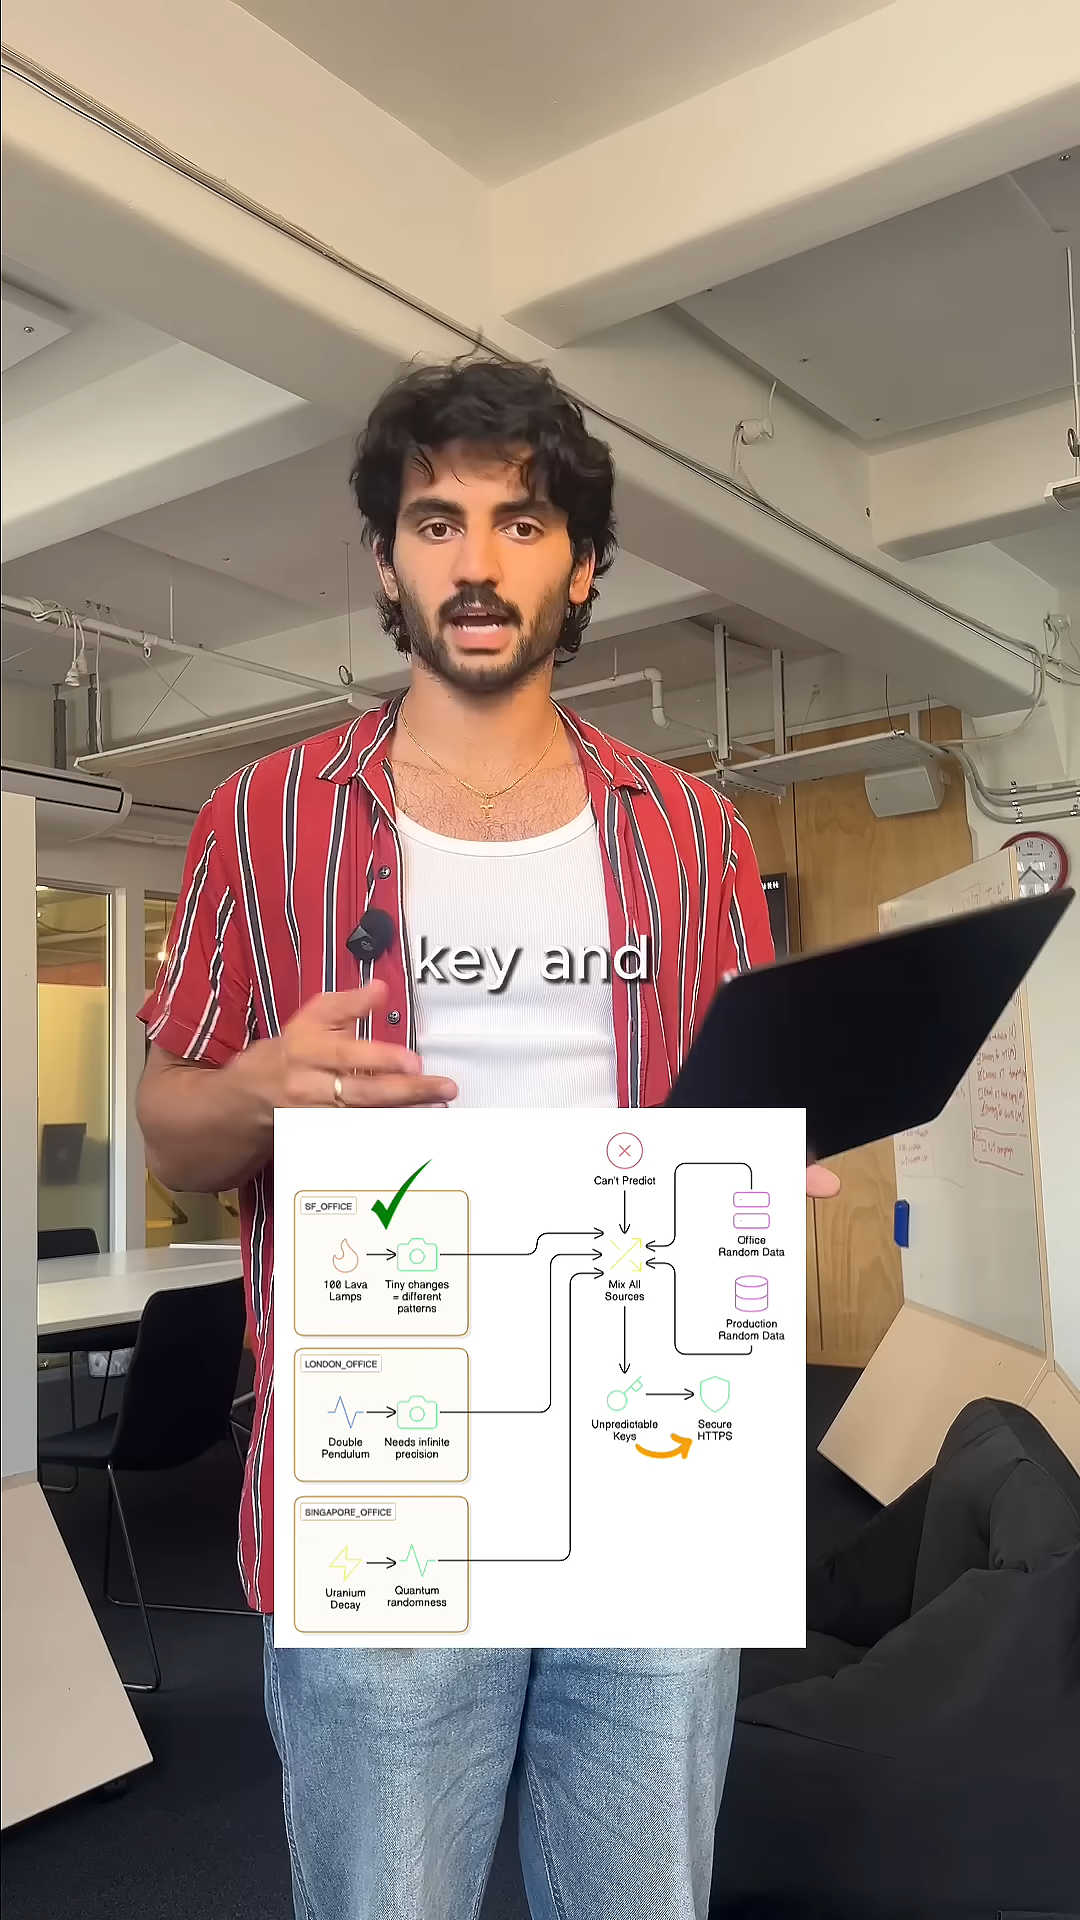 key and
Can't Predict
SF_OFFICE
100 Lava
Lamps
Tiny changes
= different
patterns
Mix All
Sources
Office
Random Data
Production
Random Data
LONDON_OFFICE
Double
Pendulum
Needs infinite
precision
Unpredictable
Keys
Secure
HTTPS
SINGAPORE_OFFICE
Uranium
Decay
Quantum
randomness